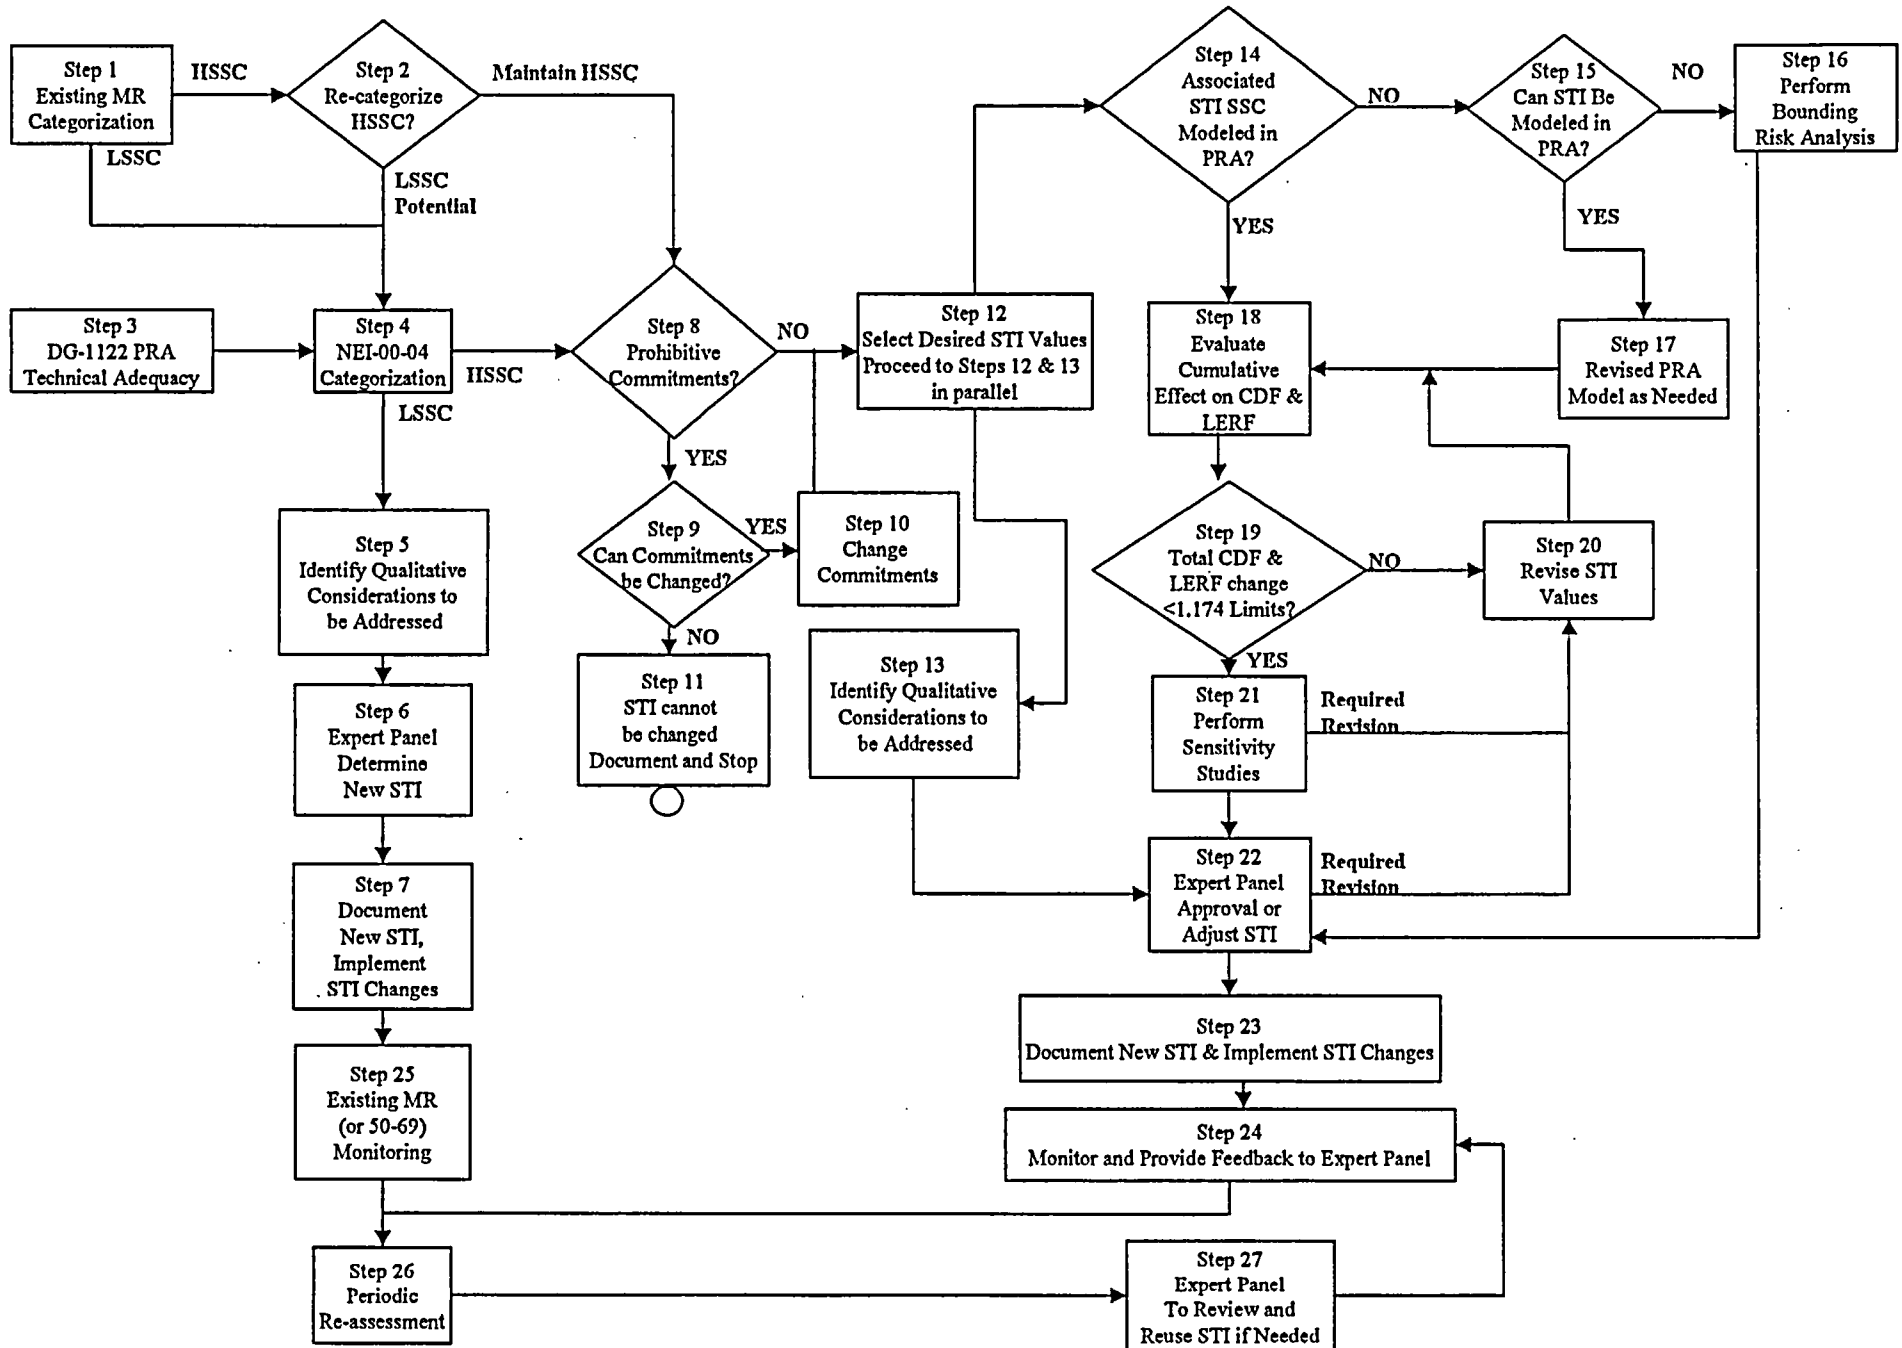 Step 1
Existing MR
Categorization
HSSC
LSSC
Step 2
Re-categorize
HSSC?
Maintain HSSC
LSSC
Potential
Step 3
DG-1122 PRA
Technical Adequacy
Step 4
NEI-00-04
Categorization
HSSC
LSSC
Step 5
Identify Qualitative
Considerations to
be Addressed
Step 6
Expert Panel
Determine
New STI
Step 7
Document
New STI,
Implement
STI Changes
Step 25
Existing MR
(or 50-69)
Monitoring
Step 26
Periodic
Re-assessment
Step 8
Prohibitive
Commitments?
NO
YES
Step 9
Can Commitments
be Changed?
YES
NO
Step 10
Change
Commitments
Step 11
STI cannot
be changed
Document and Stop
Step 12
Select Desired STI Values
Proceed to Steps 12 & 13
in parallel
Step 13
Identify Qualitative
Considerations to
be Addressed
Step 14
Associated
STI SSC
Modeled in
PRA?
NO
YES
Step 15
Can STI Be
Modeled in
PRA?
NO
YES
Step 16
Perform
Bounding
Risk Analysis
Step 17
Revised PRA
Model as Needed
Step 18
Evaluate
Cumulative
Effect on CDF &
LERF
Step 19
Total CDF &
LERF change
<1.174 Limits?
NO
YES
Step 20
Revise STI
Values
Step 21
Perform
Sensitivity
Studies
Required
Revision
Step 22
Expert Panel
Approval or
Adjust STI
Required
Revision
Step 23
Document New STI & Implement STI Changes
Step 24
Monitor and Provide Feedback to Expert Panel
Step 27
Expert Panel
To Review and
Reuse STI if Needed